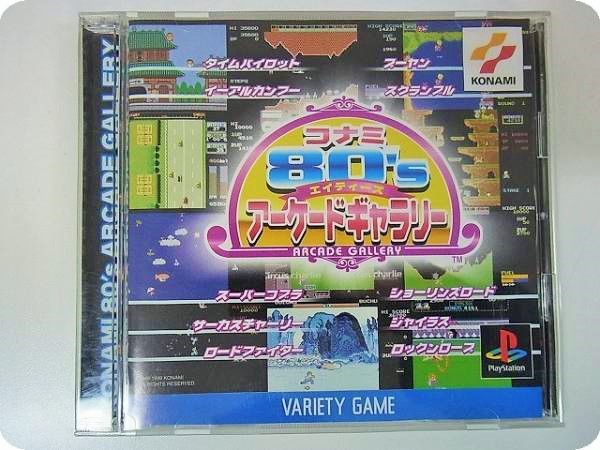 KONAMI 80's ARCADE GALLERY
タイムパイロット
プーヤン
イーアルカンフー
スクランブル
KONAMI
コナミ
80's
エイティーズ
アーケードギャラリー
ARCADE GALLERY
TM
スーパーコブラ
ショーリンズロード
サーカスチャーリー
ジャイラス
ロードファイター
ロックンロープ
PlayStation
VARIETY GAME